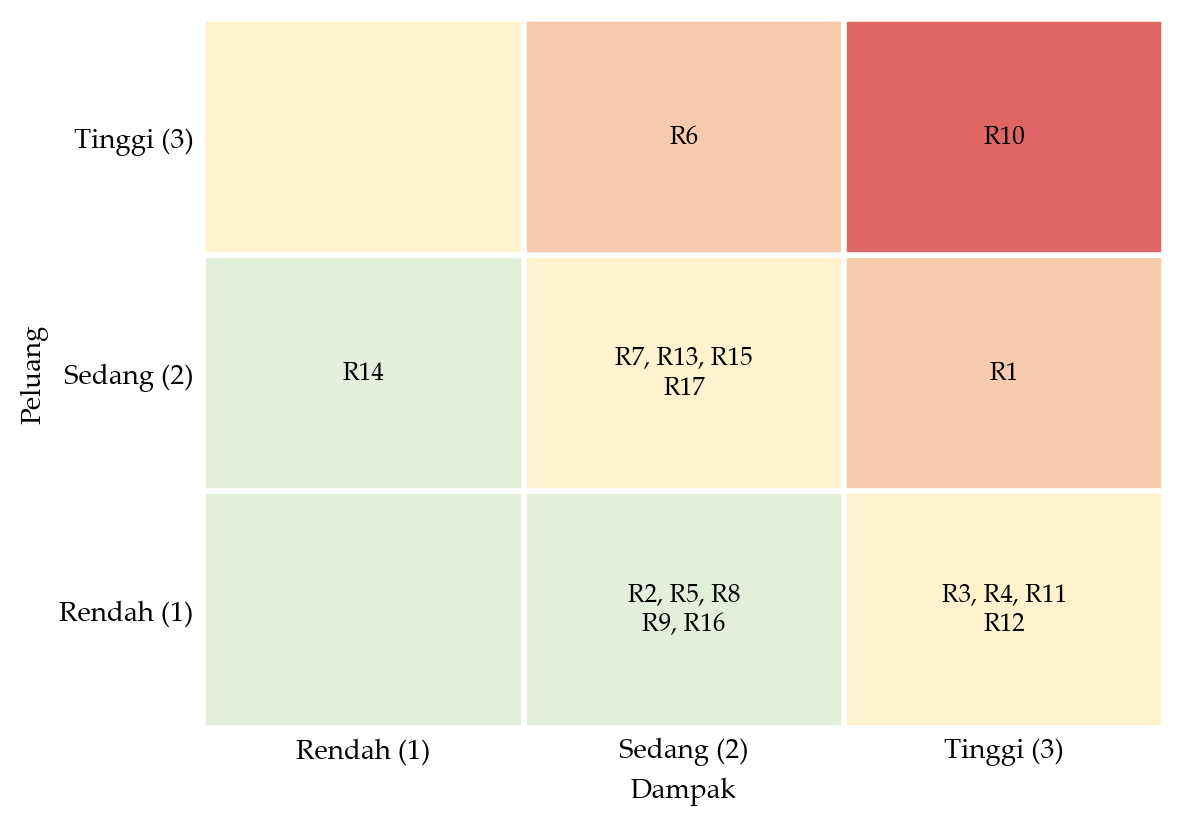 Tinggi (3)
R6
R10
Peluang
Sedang (2)
R14
R7, R13, R15
R17
R1
Rendah (1)
R2, R5, R8
R9, R16
R3, R4, R11
R12
Rendah (1)
Sedang (2)
Tinggi (3)
Dampak